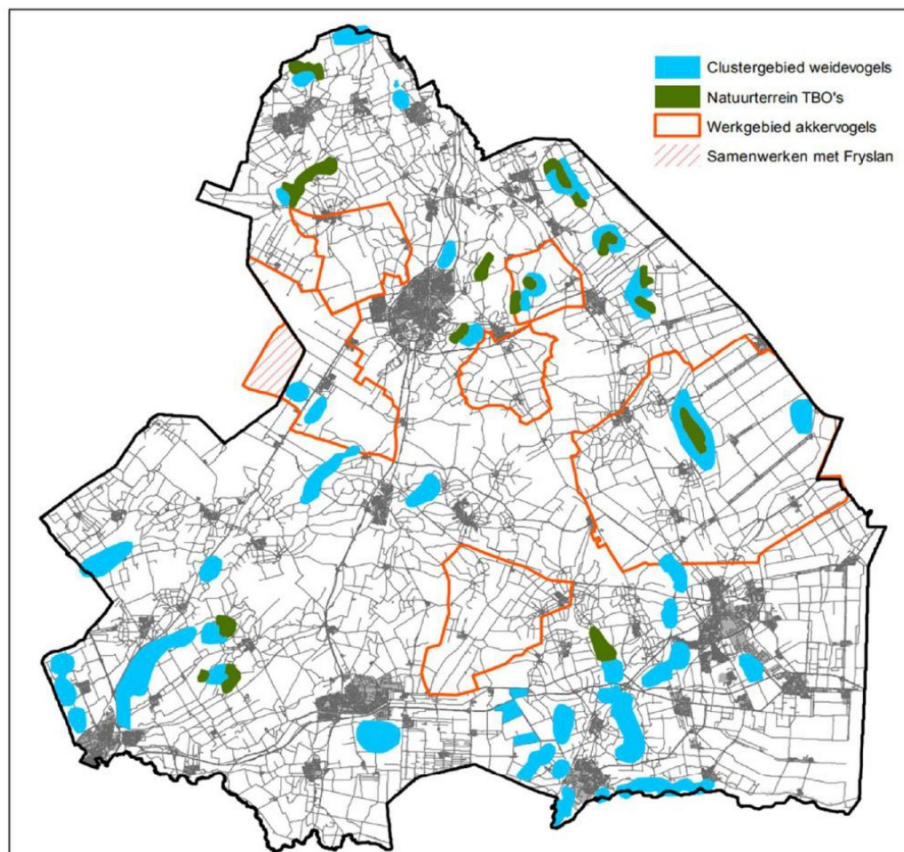 Clustergebied weidevogels
Natuurterrein TBO's
Werkgebied akkervogels
Samenwerken met Fryslan